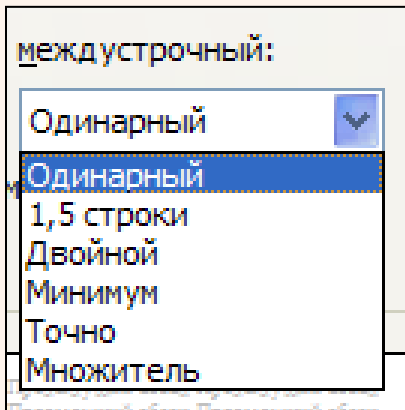 междустрочный:
Одинарный
Одинарный
1,5 строки
Двойной
Минимум
Точно
Множитель